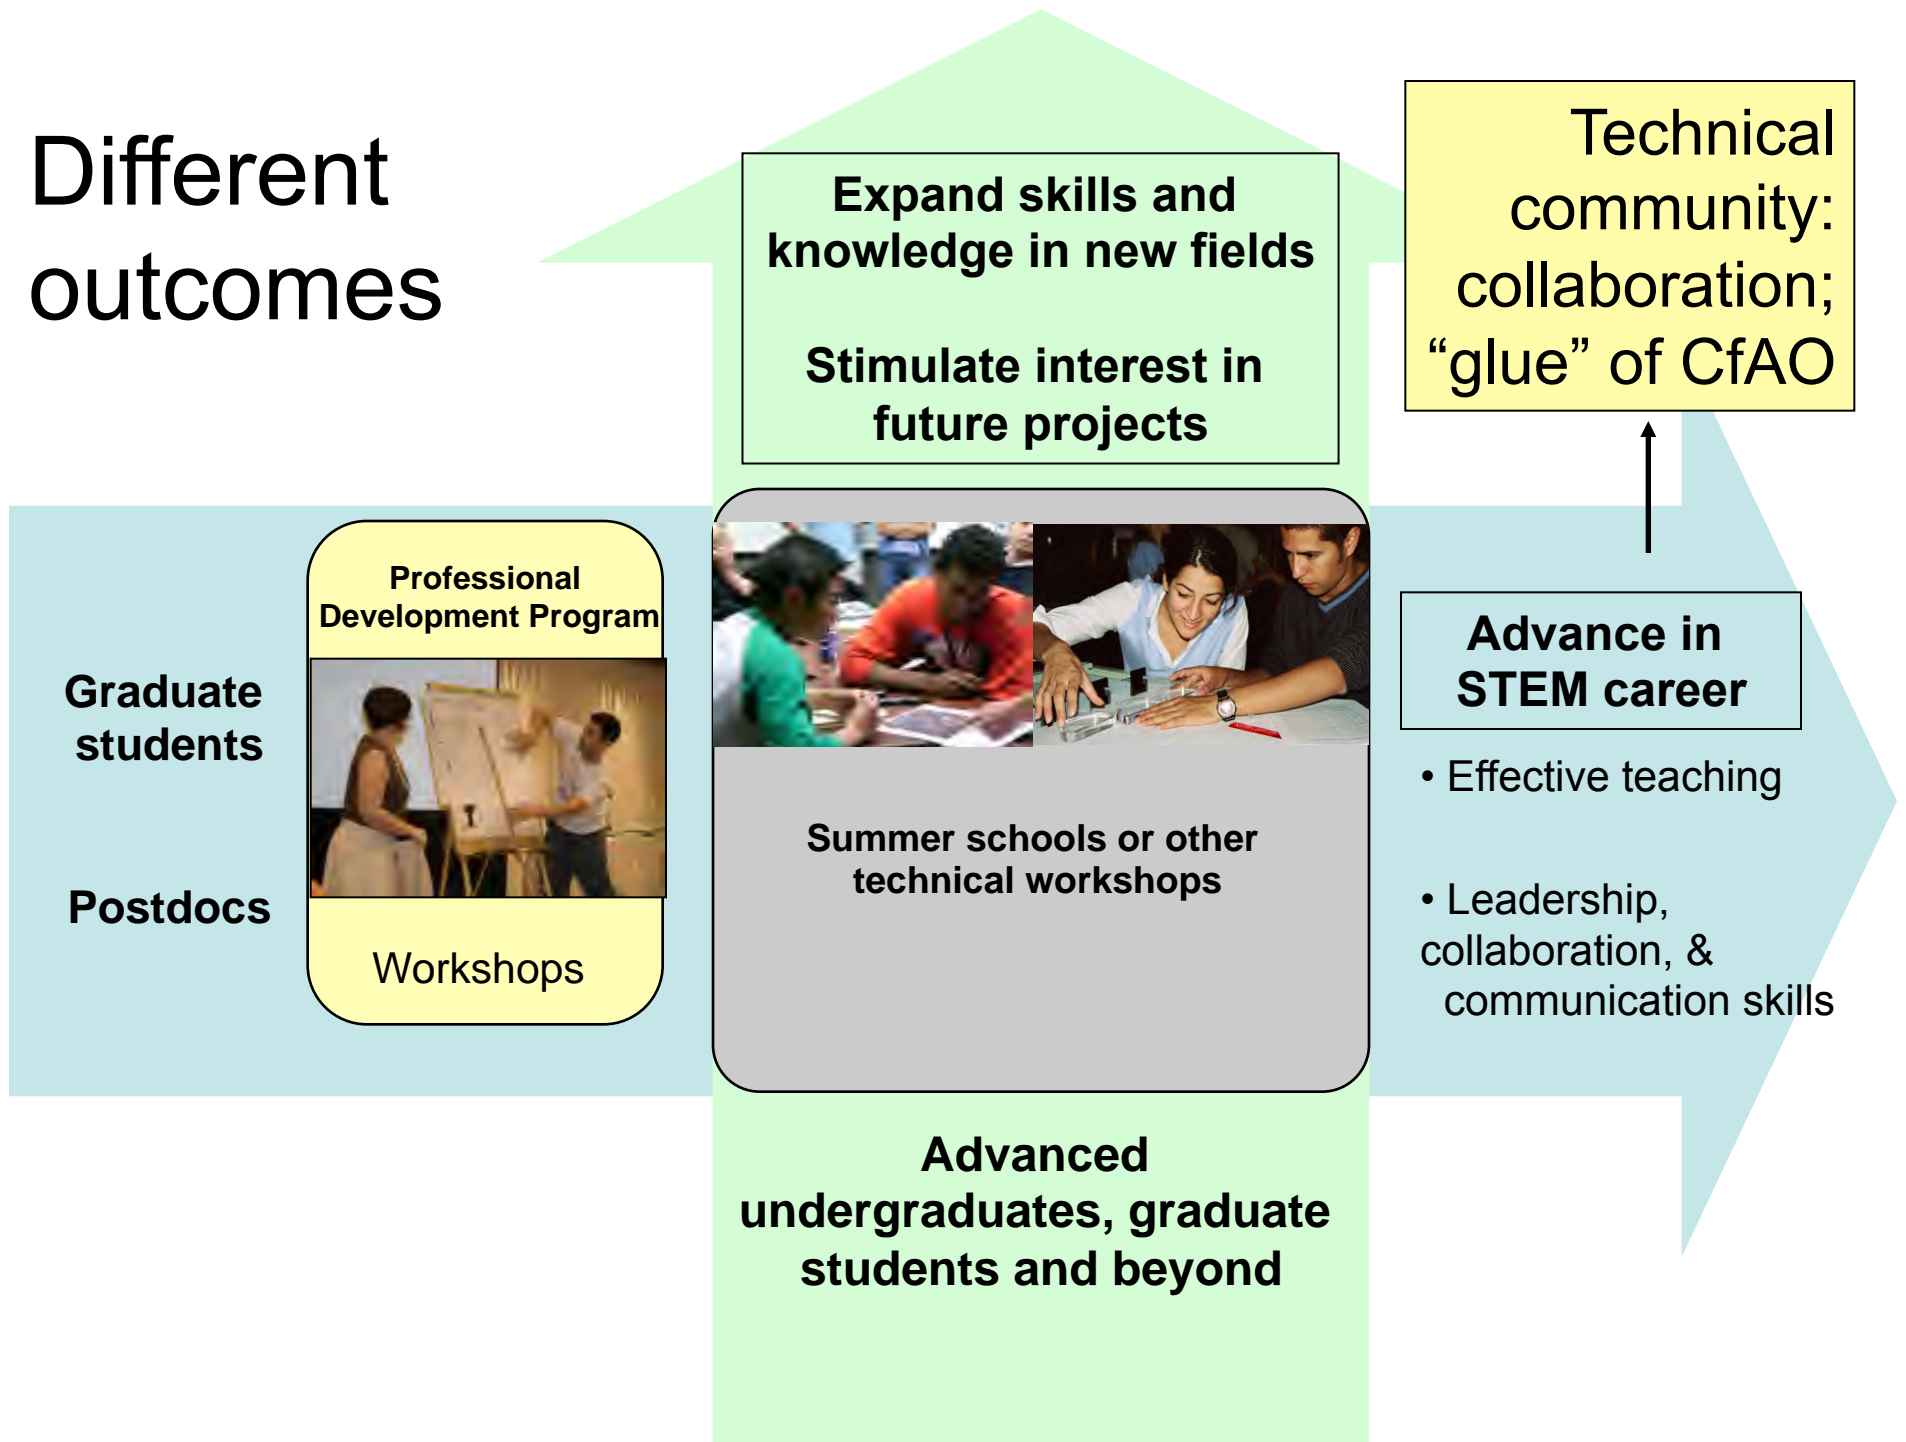 Different
outcomes
Expand skills and
knowledge in new fields
Stimulate interest in
future projects
Technical
community:
collaboration;
“glue” of CfAO
Graduate
students
Postdocs
Professional
Development Program
Workshops
Summer schools or other
technical workshops
Advance in
STEM career
• Effective teaching
• Leadership,
collaboration, &
communication skills
Advanced
undergraduates, graduate
students and beyond